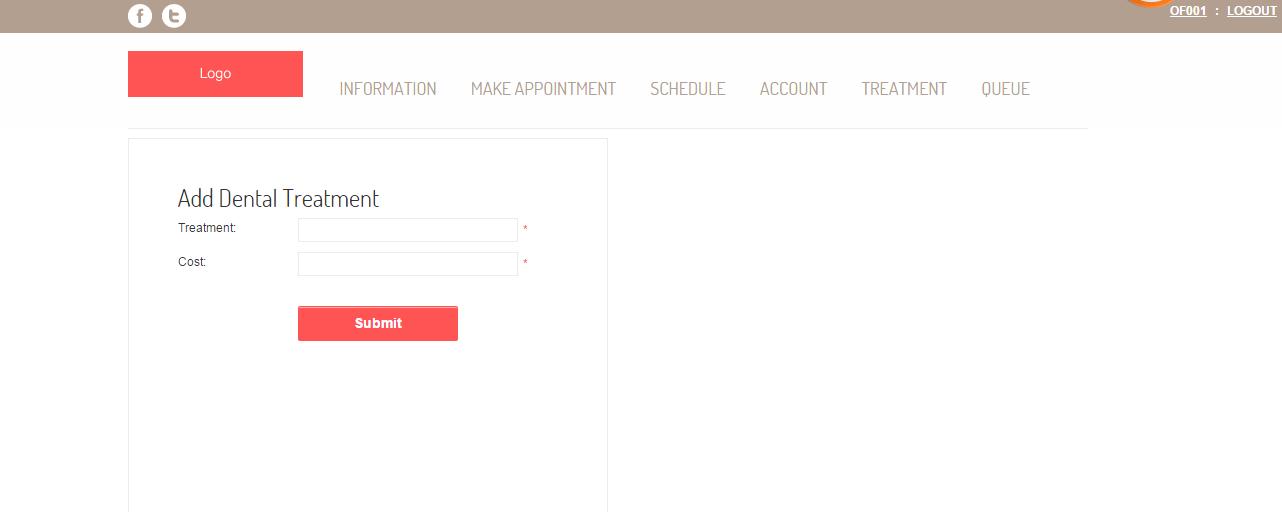 f t OF001 : LOGOUT
Logo
INFORMATION MAKE APPOINTMENT SCHEDULE ACCOUNT TREATMENT QUEUE
Add Dental Treatment
Treatment: *
Cost: *
Submit